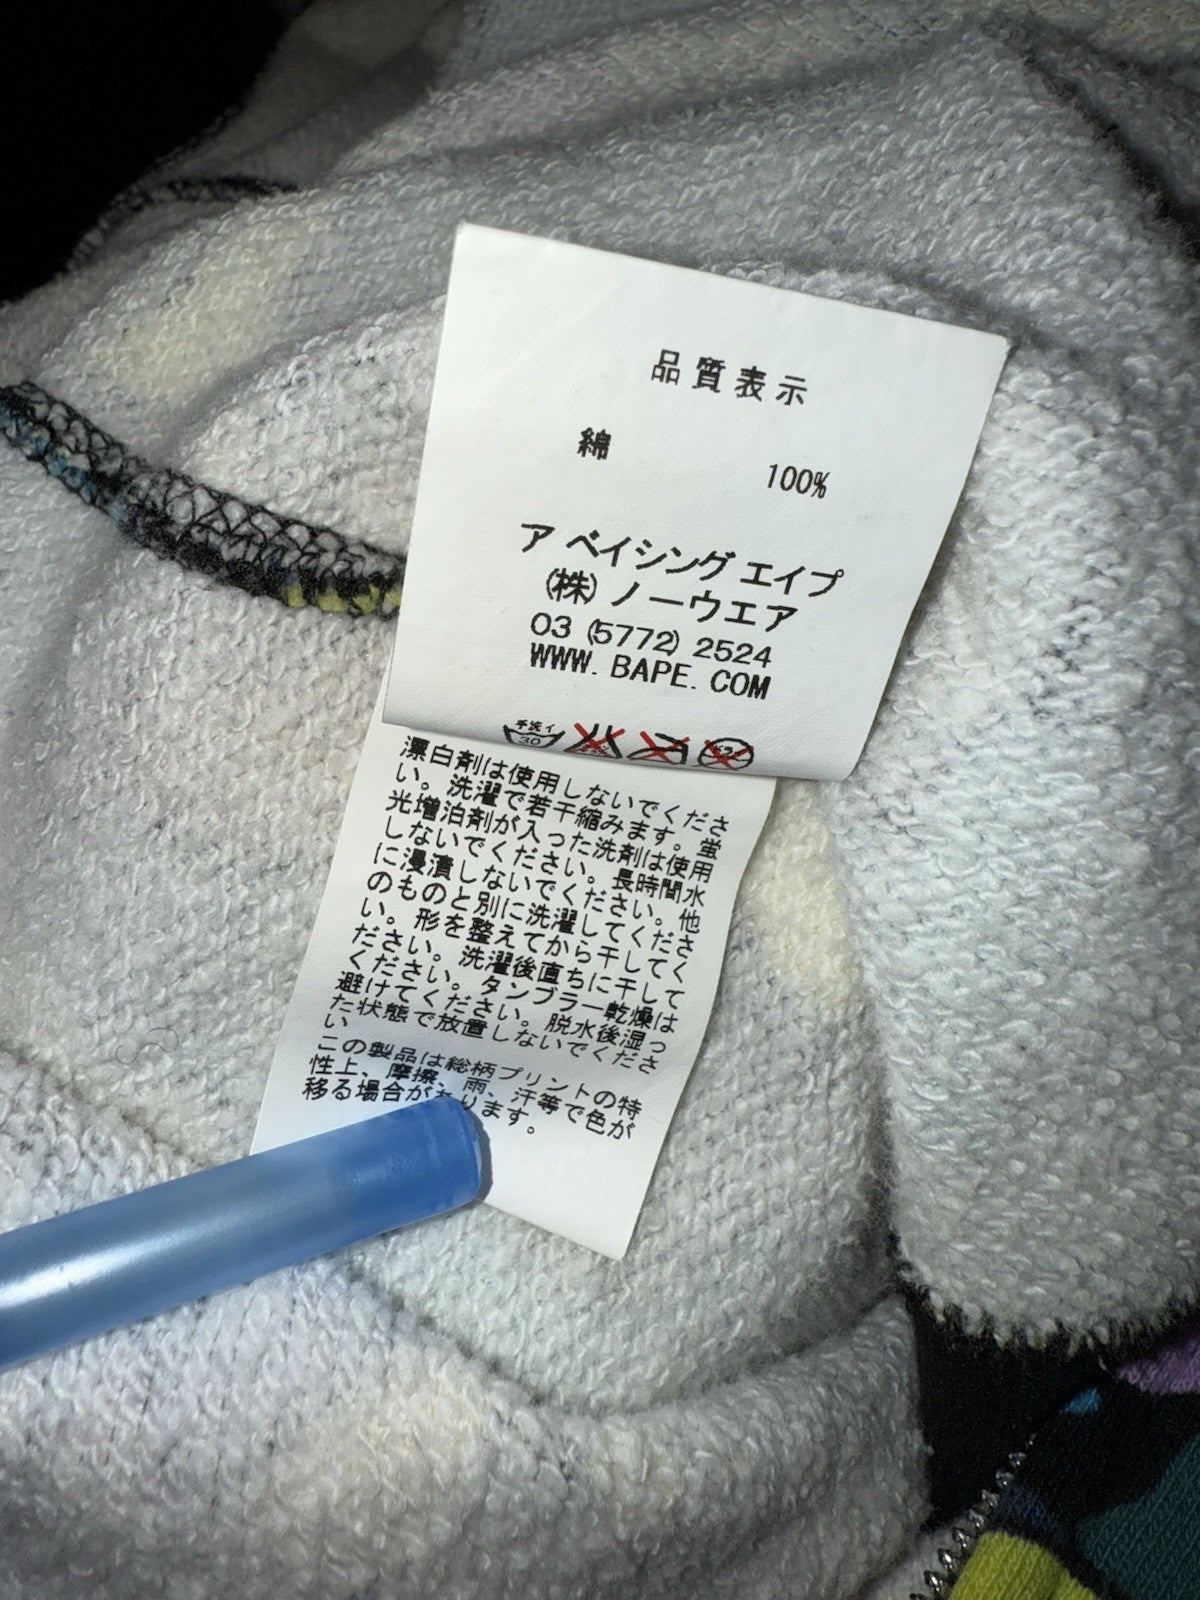 品質表示
綿
100%
ア ベイシング エイプ
(株) ノーウエア
03 (5772) 2524
WWW. BAPE. COM
手洗イ
30
漂白剤は使用しないでくださ
い。洗濯で若干縮みます。蛍
光増泊剤が入った洗剤は使用
しないでください。長時間水
に浸漬しないでください。他
のものと別に洗濯してくださ
い。形を整えてから干してく
ださい。洗濯後直ちに干して
ください。タンブラー乾燥は
避けてください。脱水後湿っ
た状態で放置しないでくださ
い
この製品は総柄プリントの特
性上、摩擦、雨、汗等で色が
移る場合があります。